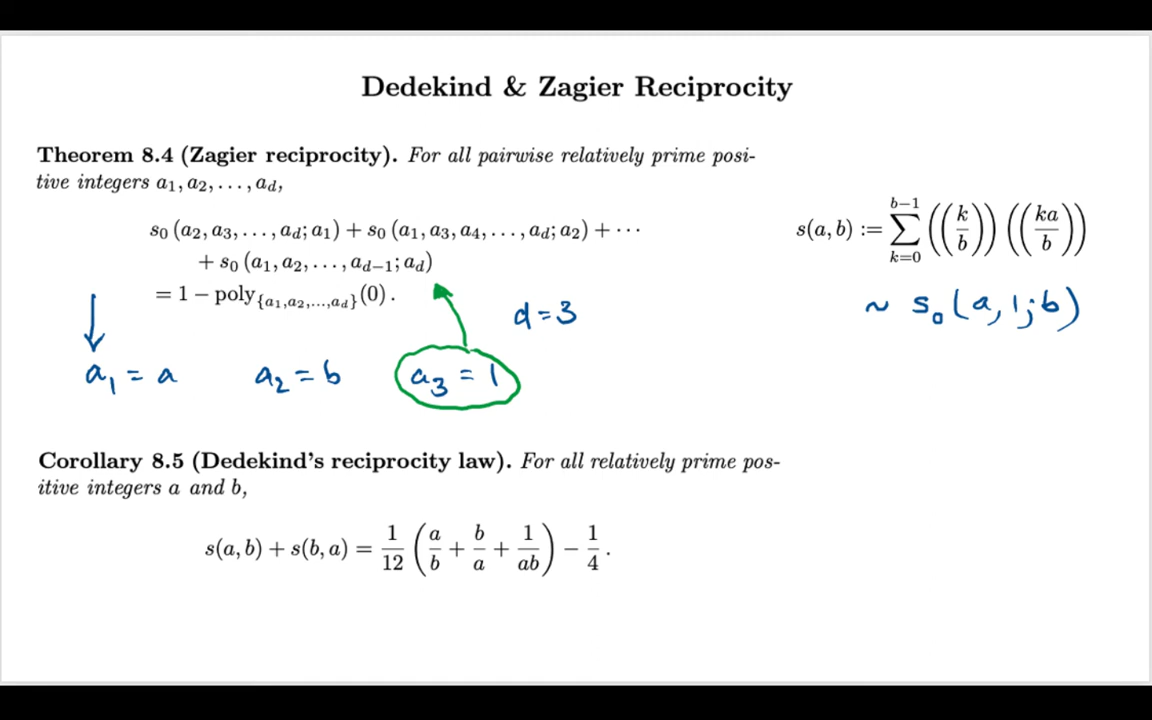 Dedekind & Zagier Reciprocity
Theorem 8.4 (Zagier reciprocity). For all pairwise relatively prime posi-
tive integers a₁, a₂, . . . , a_d,
s₀ (a₂, a₃, . . . , a_d; a₁) + s₀ (a₁, a₃, a₄, . . . , a_d; a₂) + · · ·
+ s₀ (a₁, a₂, . . . , a_{d−1}; a_d)
= 1 − poly_{{a₁,a₂,...,a_d}}(0) .
s(a, b) := ∑_{k=0}^{b−1} ((k/b)) ((ka/b))
~ s₀(a, 1; b)
d = 3
a₁ = a a₂ = b a₃ = 1
Corollary 8.5 (Dedekind’s reciprocity law). For all relatively prime pos-
itive integers a and b,
s(a, b) + s(b, a) = 1/12 (a/b + b/a + 1/ab) − 1/4 .